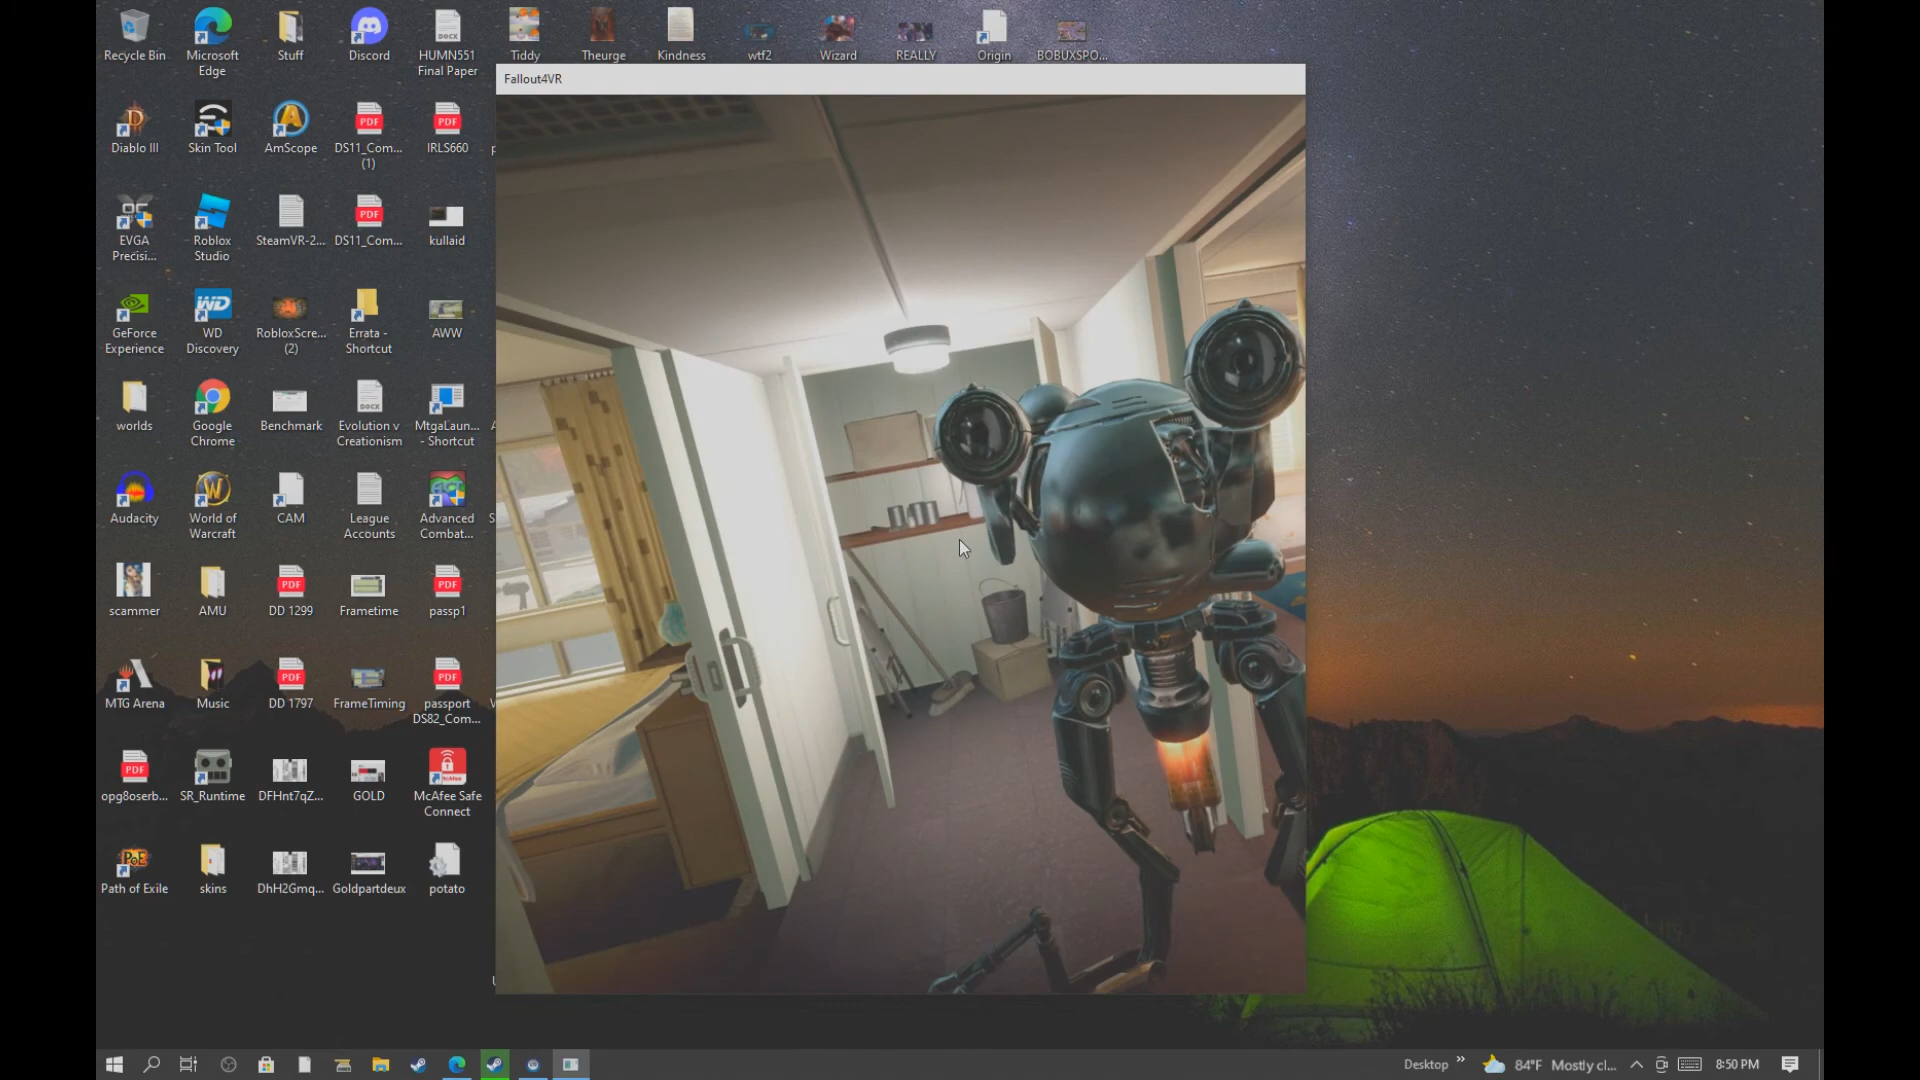 Recycle Bin
Microsoft
Edge
Stuff
Discord
HUMN551
Final Paper
Tiddy
Theurge
Kindness
wtf2
Wizard
REALLY
Origin
BOBUXSPO...
Fallout4VR
Diablo III
Skin Tool
AmScope
DS11_Com...
(1)
IRLS660
EVGA
Precisi...
Roblox
Studio
SteamVR-2...
DS11_Com...
kullaid
GeForce
Experience
WD
Discovery
RobloxScre...
(2)
Errata -
Shortcut
AWW
worlds
Google
Chrome
Benchmark
Evolution v
Creationism
MtgaLaun...
- Shortcut
Audacity
World of
Warcraft
CAM
League
Accounts
Advanced
Combat...
scammer
AMU
DD 1299
Frametime
passp1
MTG Arena
Music
DD 1797
FrameTiming
passport
DS82_Com...
opg8oserb...
SR_Runtime
DFHnt7qZ...
GOLD
McAfee Safe
Connect
Path of Exile
skins
DhH2Gmq...
Goldpartdeux
potato
Desktop
84°F Mostly cl...
8:50 PM